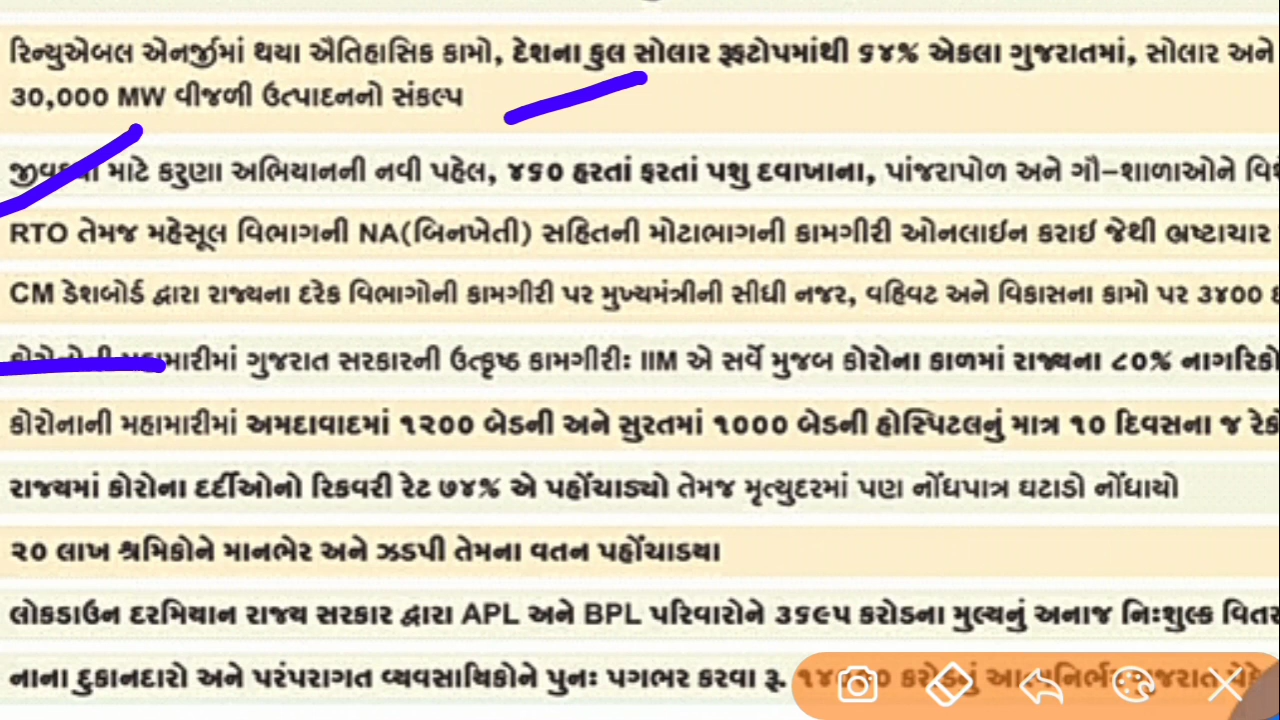 રિન્યુએબલ એનર્જીમાં થયા ઐતિહાસિક કામો, દેશના કુલ સોલાર રૂફટોપમાંથી ૬૪% એકલા ગુજરાતમાં, સોલાર અને
30,000 MW વીજળી ઉત્પાદનનો સંકલ્પ
માટે કરુણા અભિયાનની નવી પહેલ, ૪૬૦ હરતાં ફરતાં પશુ દવાખાના, પાંજરાપોળ અને ગૌ–શાળાઓને
RTO તેમજ મહેસૂલ વિભાગની NA(બિનખેતી) સહિતની મોટાભાગની કામગીરી ઓનલાઈન કરાઈ જેથી ભ્રષ્ટાચાર
CM ડેશબોર્ડ દ્વારા રાજ્યના દરેક વિભાગોની કામગીરી પર મુખ્યમંત્રીની સીધી નજર, વહિવટ અને વિકાસના કામો પર ૩૪૦૦
ગુજરાત સરકારની ઉત્કૃષ્ઠ કામગીરીઃ IIM એ સર્વે મુજબ કોરોના કાળમાં રાજ્યના ૮૦% નાગરિકો
કોરોનાની મહામારીમાં અમદાવાદમાં ૧૨૦૦ બેડની અને સુરતમાં ૧૦૦૦ બેડની હોસ્પિટલનું માત્ર ૧૦ દિવસના જ
રાજ્યમાં કોરોના દર્દીઓનો રિકવરી રેટ ૭૪% એ પહોંચાડ્યો તેમજ મૃત્યુદરમાં પણ નોંધપાત્ર ઘટાડો નોંધાયો
૨૦ લાખ શ્રમિકોને માનભેર અને ઝડપી તેમના વતન પહોંચાડયા
લોકડાઉન દરમિયાન રાજ્ય સરકાર દ્વારા APL અને BPL પરિવારોને ૩૬૯૫ કરોડના મુલ્યનું અનાજ નિઃશુલ્ક
નાના દુકાનદારો અને પરંપરાગત વ્યવસાયિકોને પુનઃ પગભર કરવા રૂ.